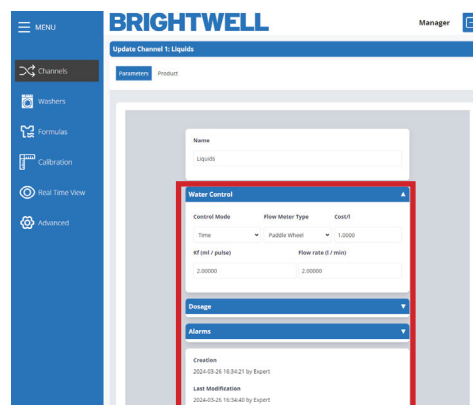 MENU
BRIGHTWELL
Manager
Update Channel 1: Liquids
Channels
Parameters Product
Washers
Formulas
Name
Liquids
Calibration
Water Control
Real Time View
Control Mode Flow Meter Type Cost/l
Advanced
Time Paddle Wheel 1.0000
Kf (ml / pulse) Flow rate (l / min)
2.00000 2.00000
Dosage
Alarms
Creation
2024-03-26 16:34:21 by Expert
Last Modification
2024-03-26 16:34:40 by Expert